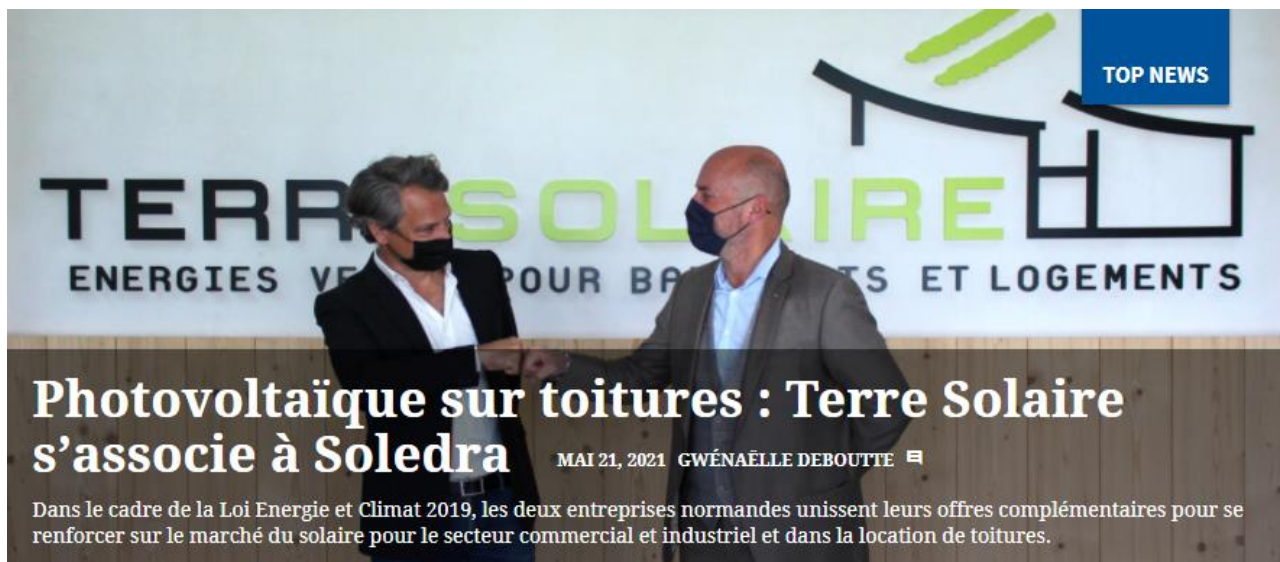 TOP NEWS
TERR SOL IRE
ENERGIES VE POUR BA TS ET LOGEMENTS
Photovoltaïque sur toitures : Terre Solaire
s’associe à Soledra MAI 21, 2021 GWÉNAËLLE DEBOUTTE
Dans le cadre de la Loi Energie et Climat 2019, les deux entreprises normandes unissent leurs offres complémentaires pour se
renforcer sur le marché du solaire pour le secteur commercial et industriel et dans la location de toitures.